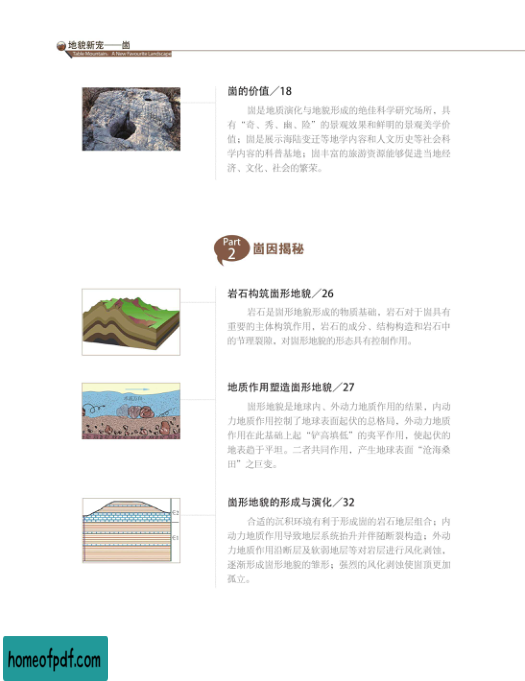 地貌新宠——崮
Table Mountain: A New Favourite Landscape
崮的价值／18
崮是地质演化与地貌形成的绝佳科学研究场所，具
有“奇、秀、幽、险”的景观效果和鲜明的景观美学价
值；崮是展示海陆变迁等地学内容和人文历史等社会科
学内容的科普基地；崮丰富的旅游资源能够促进当地经
济、文化、社会的繁荣。
Part
2
崮因揭秘
岩石构筑崮形地貌／26
岩石是崮形地貌形成的物质基础，岩石对于崮具有
重要的主体构筑作用，岩石的成分、结构构造和岩石中
的节理裂隙，对崮形地貌的形态具有控制作用。
地质作用塑造崮形地貌／27
崮形地貌是地球内、外动力地质作用的结果，内动
力地质作用控制了地球表面起伏的总格局，外动力地质
作用在此基础上起“铲高填低”的夷平作用，使起伏的
地表趋于平坦。二者共同作用，产生地球表面“沧海桑
田”之巨变。
崮形地貌的形成与演化／32
合适的沉积环境有利于形成崮的岩石地层组合；内
动力地质作用导致地层系统抬升并伴随断裂构造；外动
力地质作用沿断层及软弱地层等对岩层进行风化剥蚀，
逐渐形成崮形地貌的雏形；强烈的风化剥蚀使崮顶更加
孤立。
homeofpdf.com